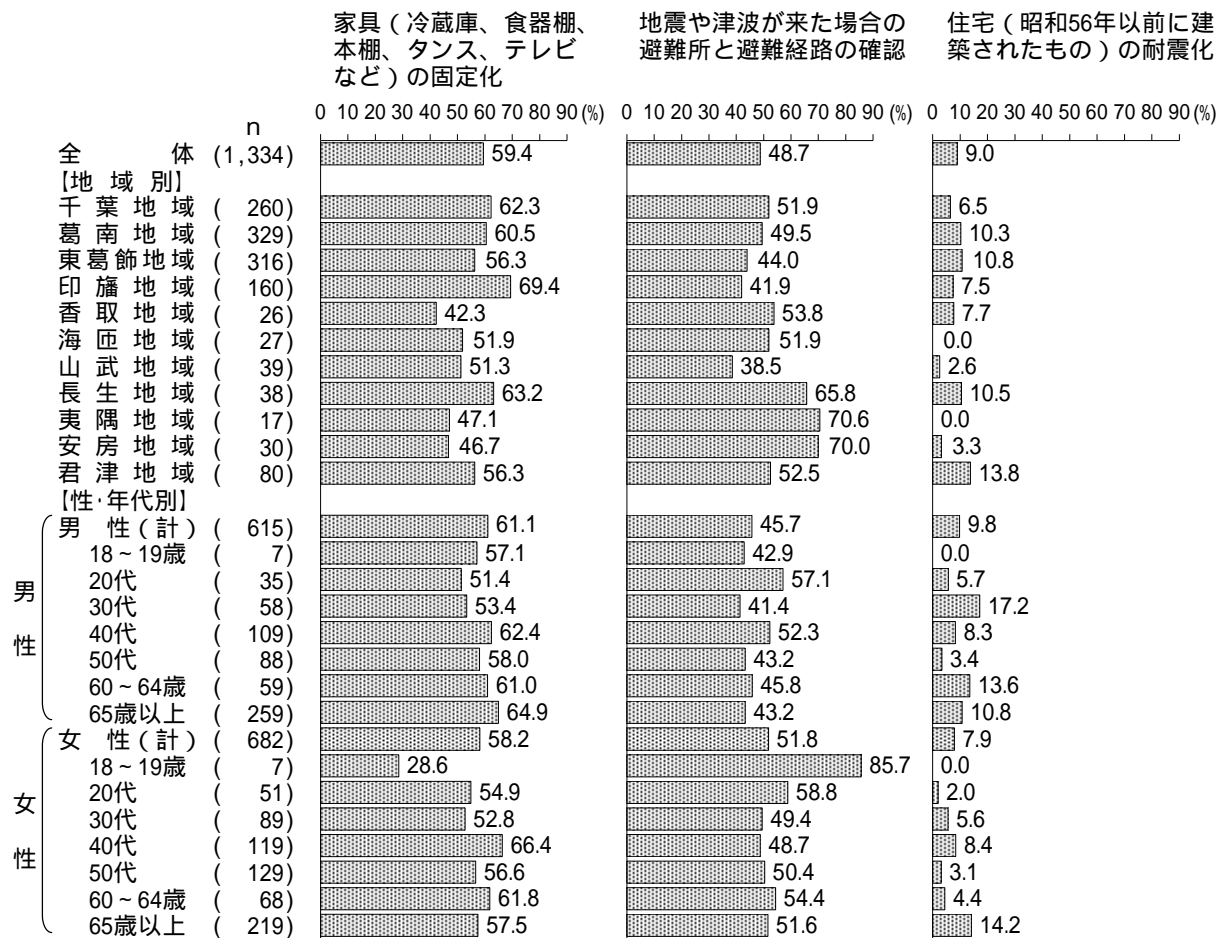 家具（冷蔵庫、食器棚、
本棚、タンス、テレビ
など）の固定化
地震や津波が来た場合の
避難所と避難経路の確認
住宅（昭和56年以前に建
築されたもの）の耐震化
0 10 20 30 40 50 60 70 80 90 (%) 0 10 20 30 40 50 60 70 80 90 (%) 0 10 20 30 40 50 60 70 80 90 (%)
n
全体 (1,334) 59.4 48.7 9.0
【地域別】
千葉地域 ( 260) 62.3 51.9 6.5
葛南地域 ( 329) 60.5 49.5 10.3
東葛飾地域 ( 316) 56.3 44.0 10.8
印旛地域 ( 160) 69.4 41.9 7.5
香取地域 ( 26) 42.3 53.8 7.7
海匝地域 ( 27) 51.9 51.9 0.0
山武地域 ( 39) 51.3 38.5 2.6
長生地域 ( 38) 63.2 65.8 10.5
夷隅地域 ( 17) 47.1 70.6 0.0
安房地域 ( 30) 46.7 70.0 3.3
君津地域 ( 80) 56.3 52.5 13.8
【性・年代別】
男性
男性（計） ( 615) 61.1 45.7 9.8
18～19歳 ( 7) 57.1 42.9 0.0
20代 ( 35) 51.4 57.1 5.7
30代 ( 58) 53.4 41.4 17.2
40代 ( 109) 62.4 52.3 8.3
50代 ( 88) 58.0 43.2 3.4
60～64歳 ( 59) 61.0 45.8 13.6
65歳以上 ( 259) 64.9 43.2 10.8
女性
女性（計） ( 682) 58.2 51.8 7.9
18～19歳 ( 7) 28.6 85.7 0.0
20代 ( 51) 54.9 58.8 2.0
30代 ( 89) 52.8 49.4 5.6
40代 ( 119) 66.4 48.7 8.4
50代 ( 129) 56.6 50.4 3.1
60～64歳 ( 68) 61.8 54.4 4.4
65歳以上 ( 219) 57.5 51.6 14.2